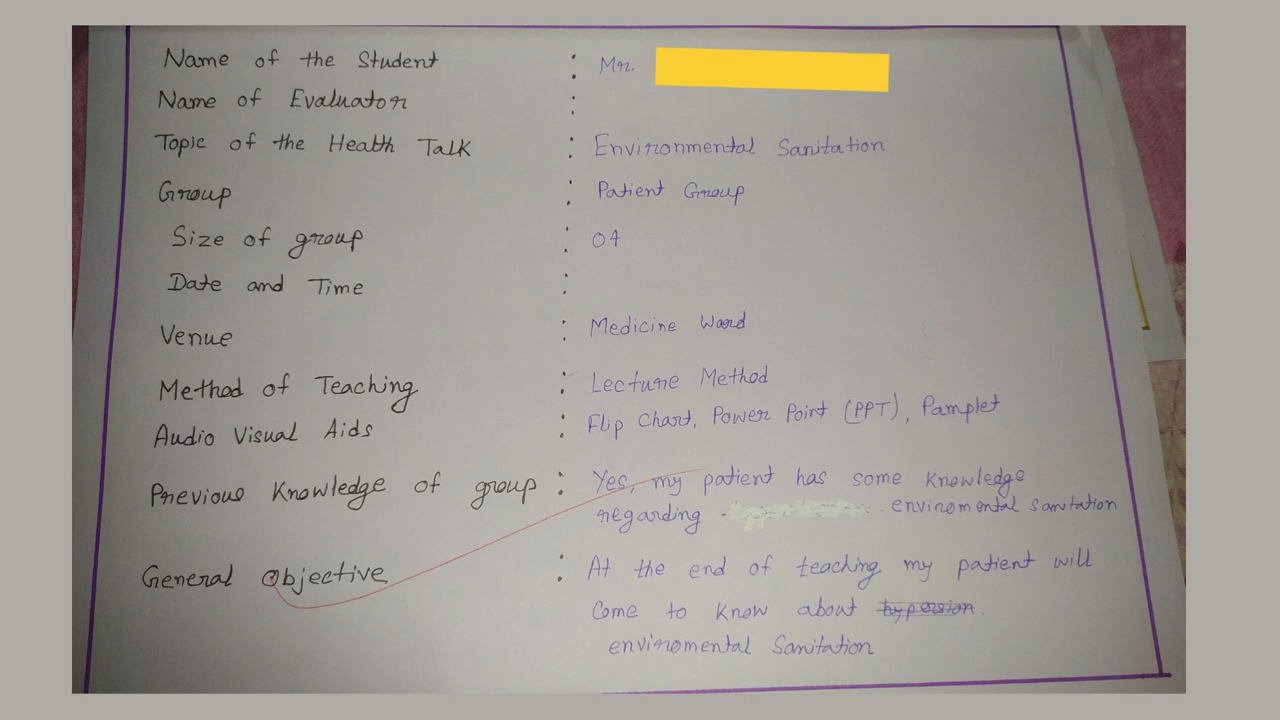 Name of the Student : Mr.
Name of Evaluator :
Topic of the Health Talk : Environmental Sanitation
Group : Patient Group
Size of group : 04
Date and Time :
Venue : Medicine Ward
Method of Teaching : Lecture Method
Audio Visual Aids : Flip Chart, Power Point (PPT), Pamplet
Previous Knowledge of group : Yes, my patient has some knowledge
regarding enviromental sanitation
General Objective : At the end of teaching my patient will
Come to know about
enviromental Sanitation